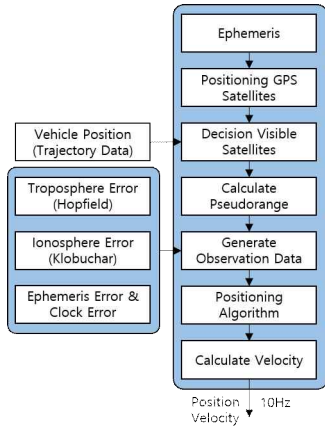 Ephemeris
Positioning GPS
Satellites
Vehicle Position
(Trajectory Data)
Decision Visible
Satellites
Troposphere Error
(Hopfield)
Calculate
Pseudorange
Ionosphere Error
(Klobuchar)
Generate
Observation Data
Ephemeris Error &
Clock Error
Positioning
Algorithm
Calculate Velocity
Position
Velocity
10Hz